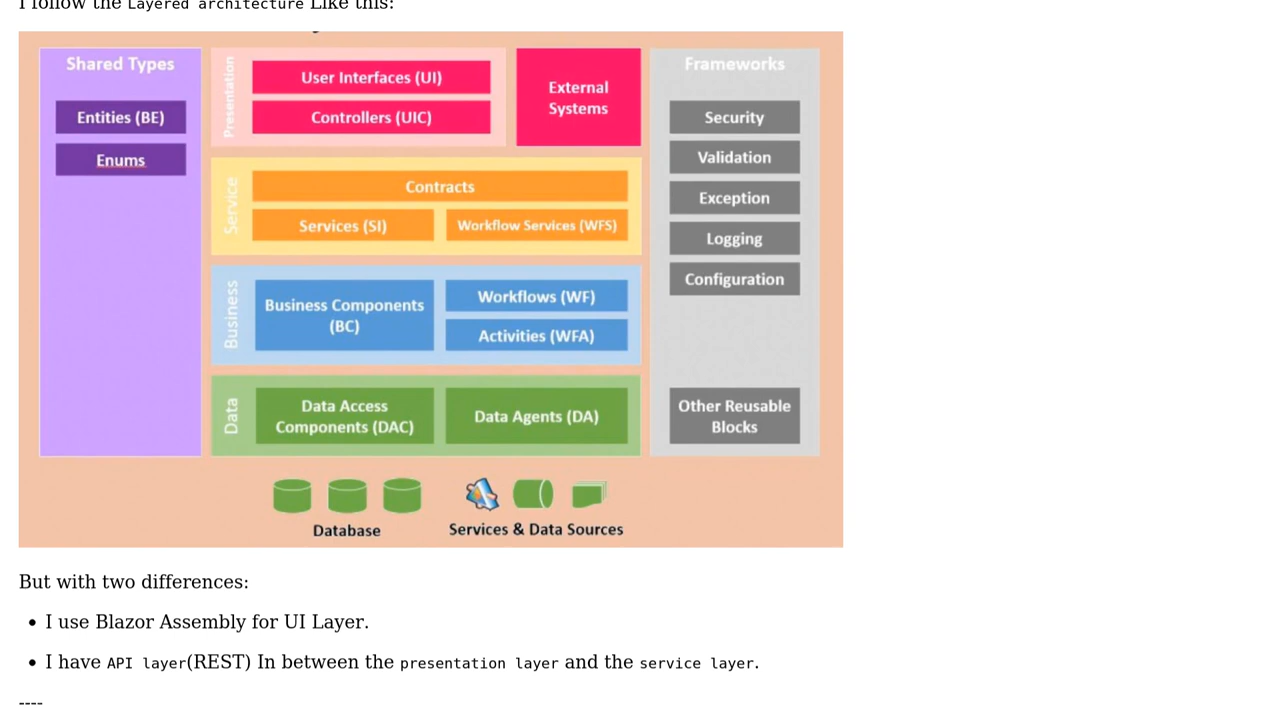 I follow the Layered architecture Like this:
Shared Types
Entities (BE)
Enums
Presentation
User Interfaces (UI)
Controllers (UIC)
External
Systems
Service
Contracts
Services (SI)
Workflow Services (WFS)
Business
Business Components
(BC)
Workflows (WF)
Activities (WFA)
Data
Data Access
Components (DAC)
Data Agents (DA)
Frameworks
Security
Validation
Exception
Logging
Configuration
Other Reusable
Blocks
Database
Services & Data Sources
But with two differences:
• I use Blazor Assembly for UI Layer.
• I have API layer(REST) In between the presentation layer and the service layer.
----